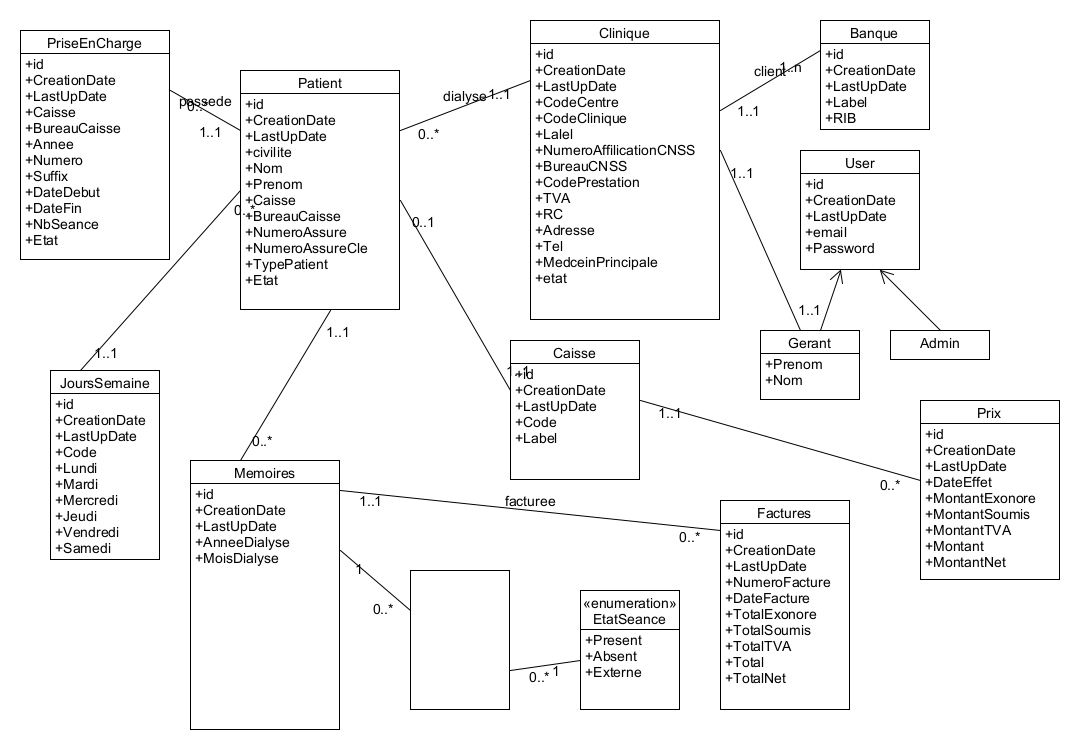 PriseEnCharge
+id
+CreationDate
+LastUpDate
+Caisse
+BureauCaisse
+Annee
+Numero
+Suffix
+DateDebut
+DateFin
+NbSeance
+Etat
passede
0..*
1..1
Patient
+id
+CreationDate
+LastUpDate
+civilite
+Nom
+Prenom
+Caisse
+BureauCaisse
+NumeroAssure
+NumeroAssureCle
+TypePatient
+Etat
dialyse
1..1
0..*
Clinique
+id
+CreationDate
+LastUpDate
+CodeCentre
+CodeClinique
+Lalel
+NumeroAffilicationCNSS
+BureauCNSS
+CodePrestation
+TVA
+RC
+Adresse
+Tel
+MedceinPrincipale
+etat
client
1..n
1..1
Banque
+id
+CreationDate
+LastUpDate
+Label
+RIB
User
+id
+CreationDate
+LastUpDate
+email
+Password
1..1
1..1
Gerant
+Prenom
+Nom
Admin
0..*
1..1
JoursSemaine
+id
+CreationDate
+LastUpDate
+Code
+Lundi
+Mardi
+Mercredi
+Jeudi
+Vendredi
+Samedi
0..1
1..1
Caisse
+id
+CreationDate
+LastUpDate
+Code
+Label
1..1
0..*
Prix
+id
+CreationDate
+LastUpDate
+DateEffet
+MontantExonore
+MontantSoumis
+MontantTVA
+Montant
+MontantNet
1..1
0..*
Memoires
+id
+CreationDate
+LastUpDate
+AnneeDialyse
+MoisDialyse
1..1
facturee
0..*
Factures
+id
+CreationDate
+LastUpDate
+NumeroFacture
+DateFacture
+TotalExonore
+TotalSoumis
+TotalTVA
+Total
+TotalNet
1
0..*
0..*
1
«enumeration»
EtatSeance
+Present
+Absent
+Externe